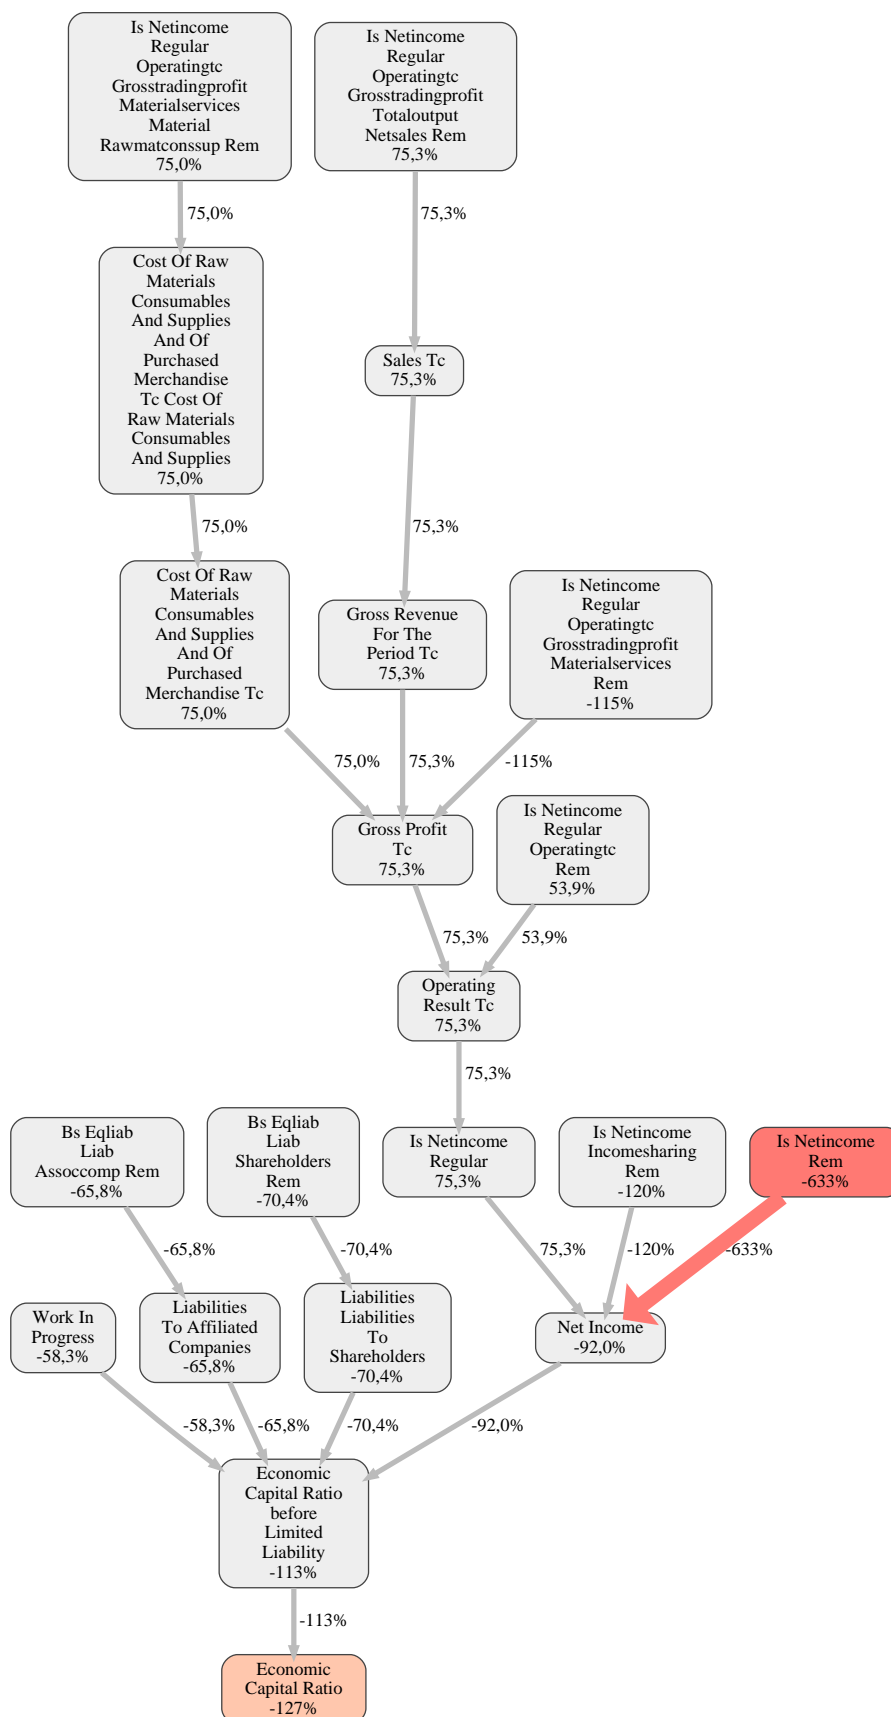 Is Netincome
Regular
Operatingtc
Grosstradingprofit
Materialservices
Material
Rawmatconssup Rem
75,0%
Is Netincome
Regular
Operatingtc
Grosstradingprofit
Totaloutput
Netsales Rem
75,3%
75,0%
75,3%
Cost Of Raw
Materials
Consumables
And Supplies
And Of
Purchased
Merchandise
Tc Cost Of
Raw Materials
Consumables
And Supplies
75,0%
Sales Tc
75,3%
75,0%
75,3%
Cost Of Raw
Materials
Consumables
And Supplies
And Of
Purchased
Merchandise Tc
75,0%
Gross Revenue
For The
Period Tc
75,3%
Is Netincome
Regular
Operatingtc
Grosstradingprofit
Materialservices
Rem
-115%
75,0%
75,3%
-115%
Gross Profit
Tc
75,3%
Is Netincome
Regular
Operatingtc
Rem
53,9%
75,3%
53,9%
Operating
Result Tc
75,3%
75,3%
Bs Eqliab
Liab
Assoccomp Rem
-65,8%
Bs Eqliab
Liab
Shareholders
Rem
-70,4%
Is Netincome
Regular
75,3%
Is Netincome
Incomesharing
Rem
-120%
Is Netincome
Rem
-633%
-65,8%
-70,4%
75,3%
-120%
-633%
Work In
Progress
-58,3%
Liabilities
To Affiliated
Companies
-65,8%
Liabilities
Liabilities
To
Shareholders
-70,4%
Net Income
-92,0%
-58,3%
-65,8%
-70,4%
-92,0%
Economic
Capital Ratio
before
Limited
Liability
-113%
-113%
Economic
Capital Ratio
-127%